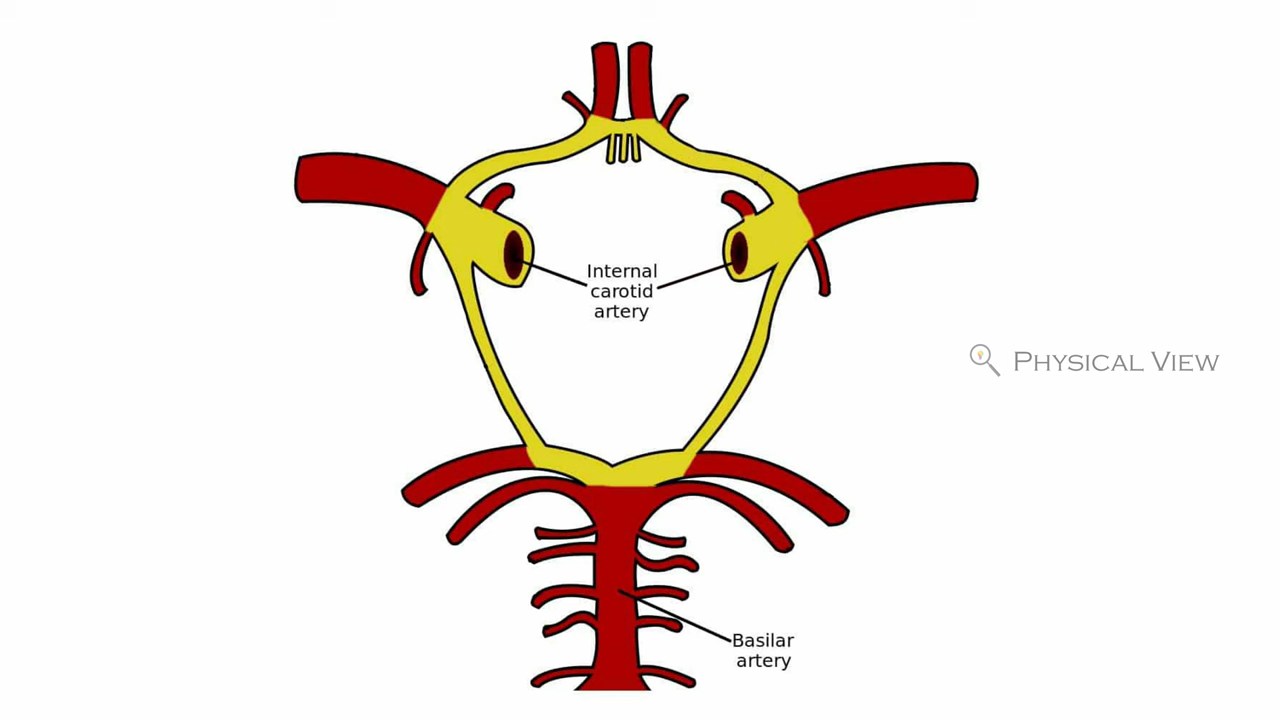 Internal
carotid
artery
PHYSICAL VIEW
Basilar
artery